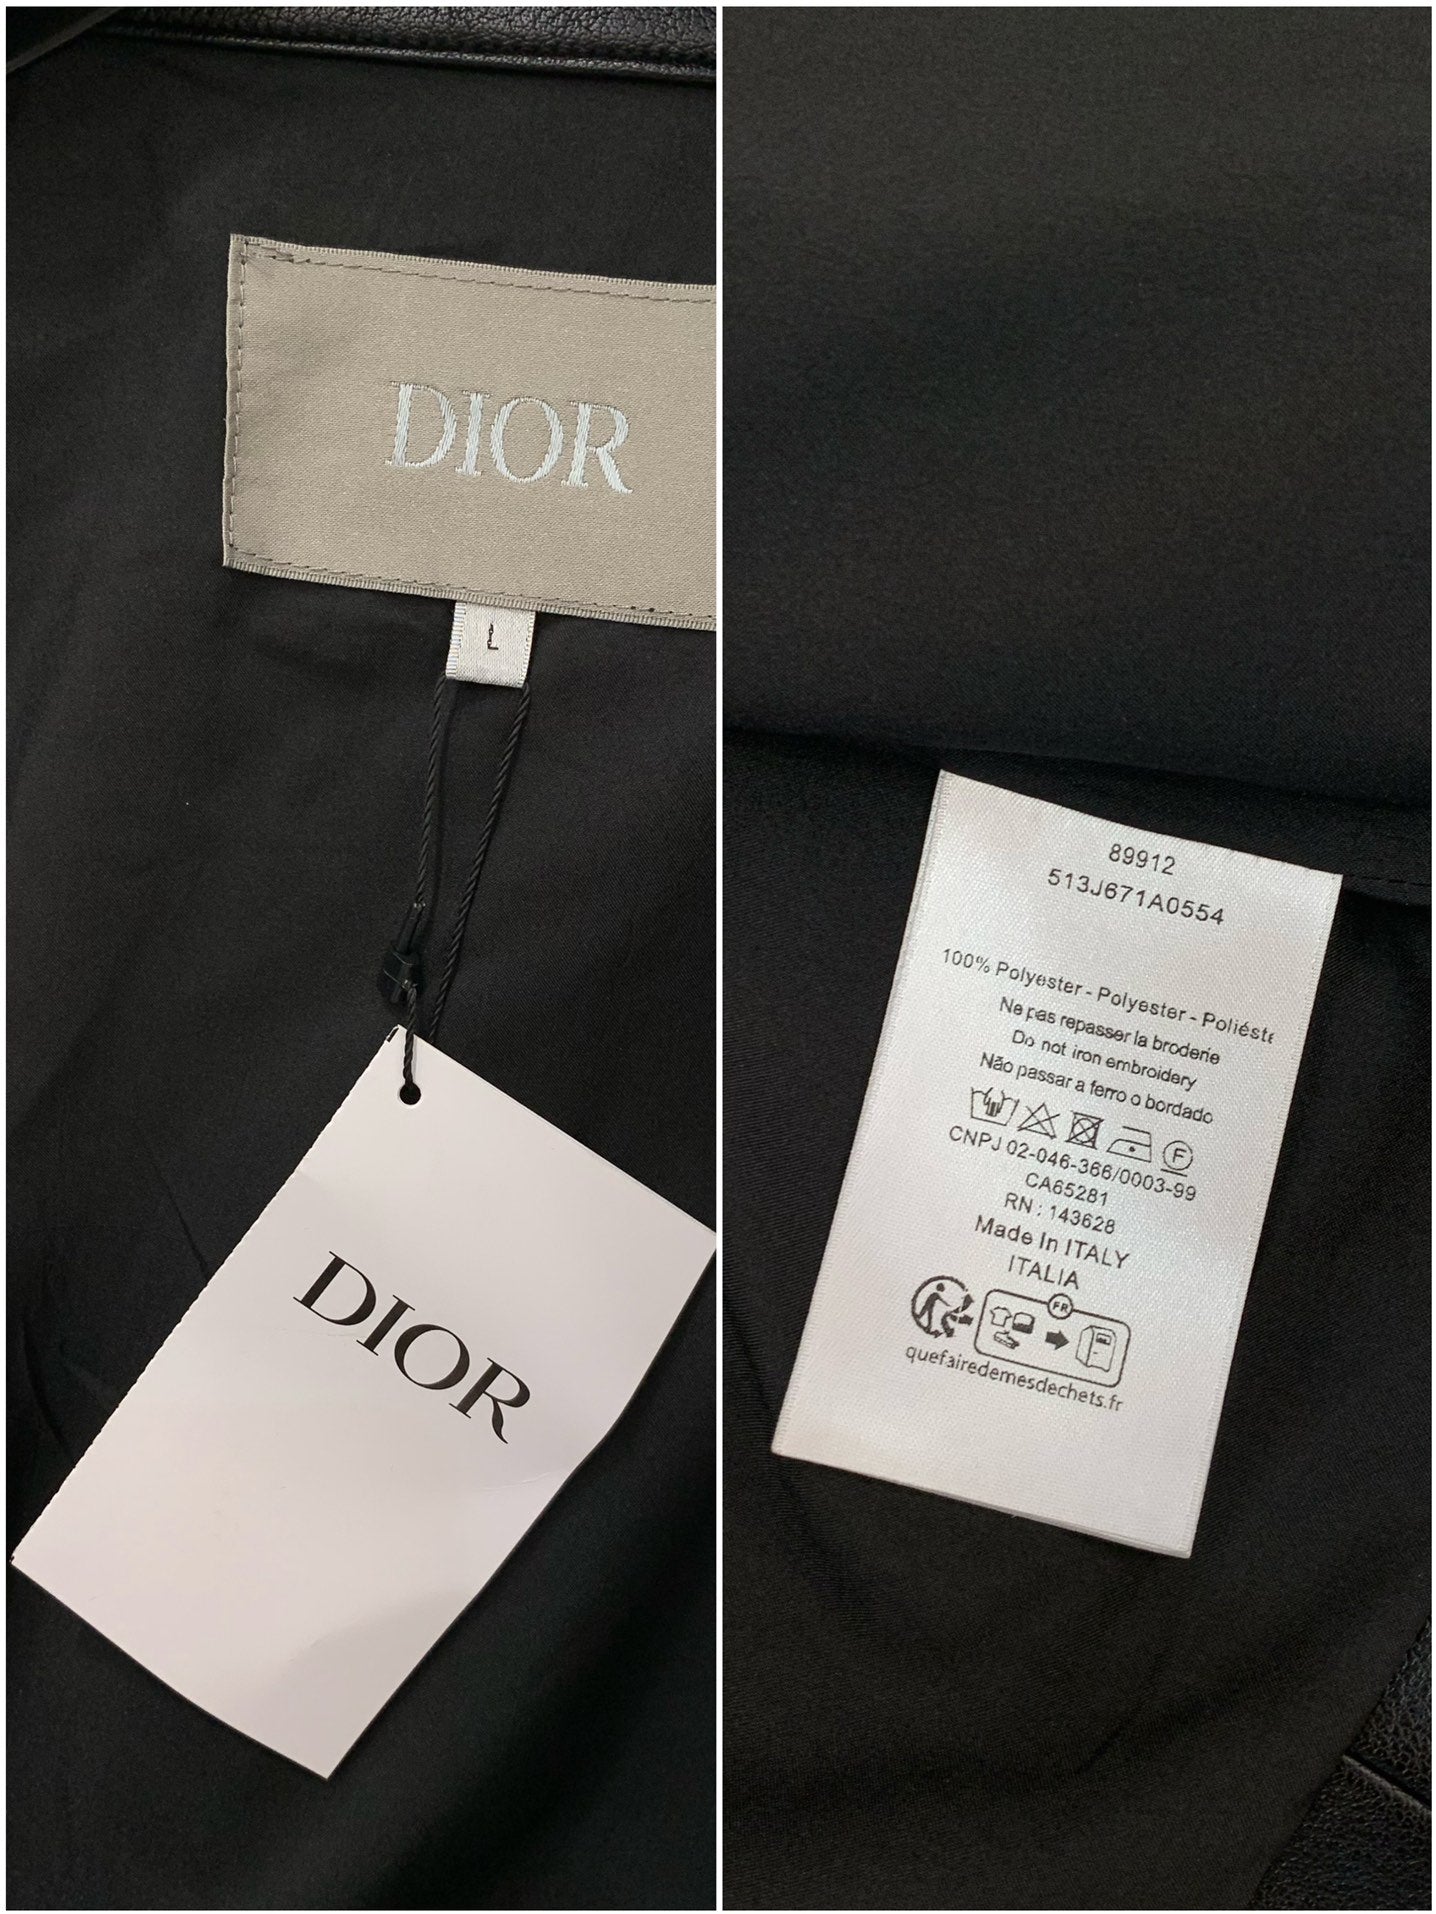 DIOR
L
DIOR
89912
513J671A0554
100% Polyester - Polyester - Poliéste
Ne pas repasser la broderie
Do not iron embroidery
Não passar a ferro o bordado
F
CNPJ 02-046-366/0003-99
CA65281
RN : 143628
Made In ITALY
ITALIA
FR
quefairedemesdechets.fr